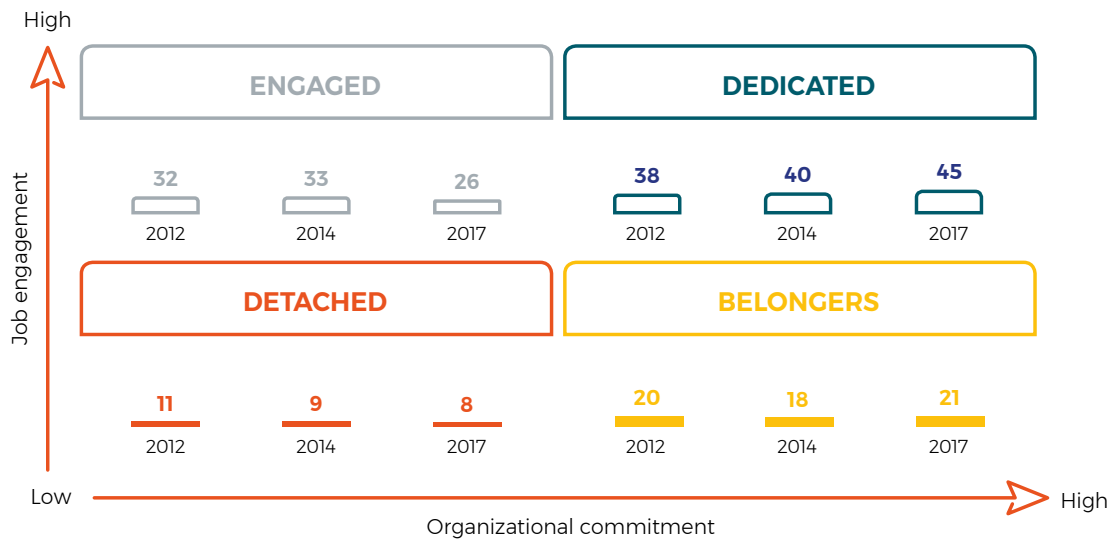 High
ENGAGED DEDICATED
32 33 26 38 40 45
2012 2014 2017 2012 2014 2017
Job engagement
DETACHED BELONGERS
11 9 8 20 18 21
2012 2014 2017 2012 2014 2017
Low High
Organizational commitment